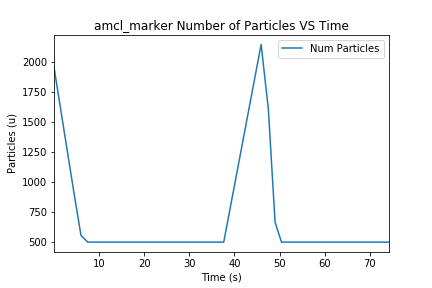 amcl_marker Number of Particles VS Time
Num Particles
Particles (u)
2000
1750
1500
1250
1000
750
500
10 20 30 40 50 60 70
Time (s)